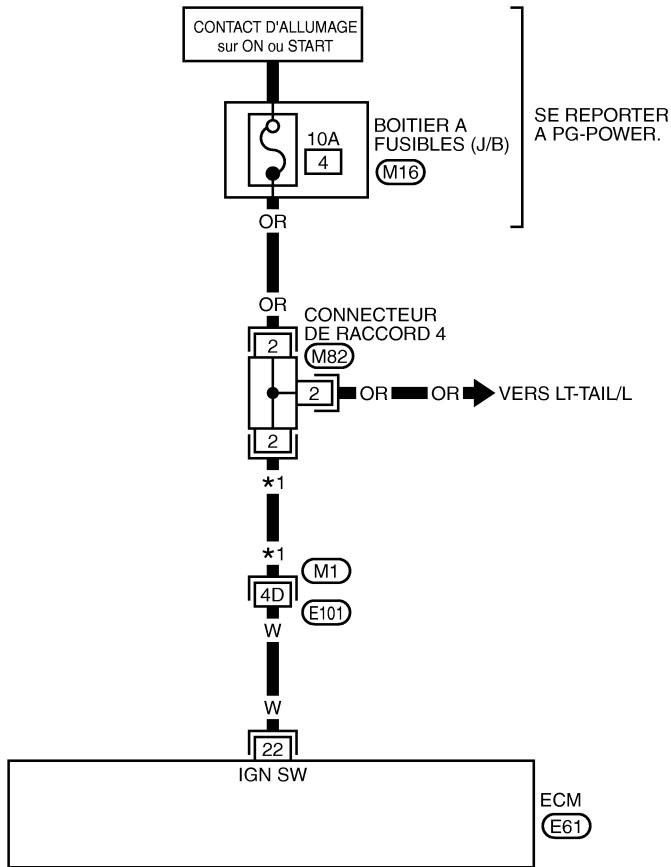 CONTACT D'ALLUMAGE
sur ON ou START
10A
4
BOITIER A
FUSIBLES (J/B)
M16
SE REPORTER
A PG-POWER.
OR
OR
CONNECTEUR
DE RACCORD 4
M82
2
2
OR
OR
VERS LT-TAIL/L
2
*1
*1
M1
4D
E101
W
W
22
IGN SW
ECM
E61